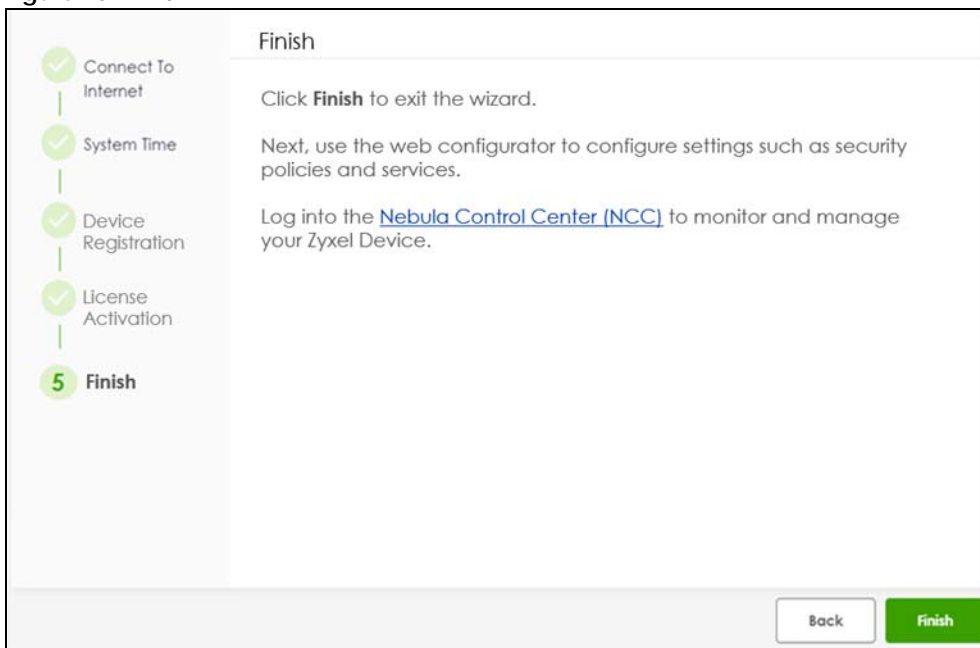 Finish
Connect To
Internet
System Time
Device
Registration
License
Activation
5 Finish
Click Finish to exit the wizard.
Next, use the web configurator to configure settings such as security
policies and services.
Log into the Nebula Control Center (NCC) to monitor and manage
your Zyxel Device.
Back
Finish